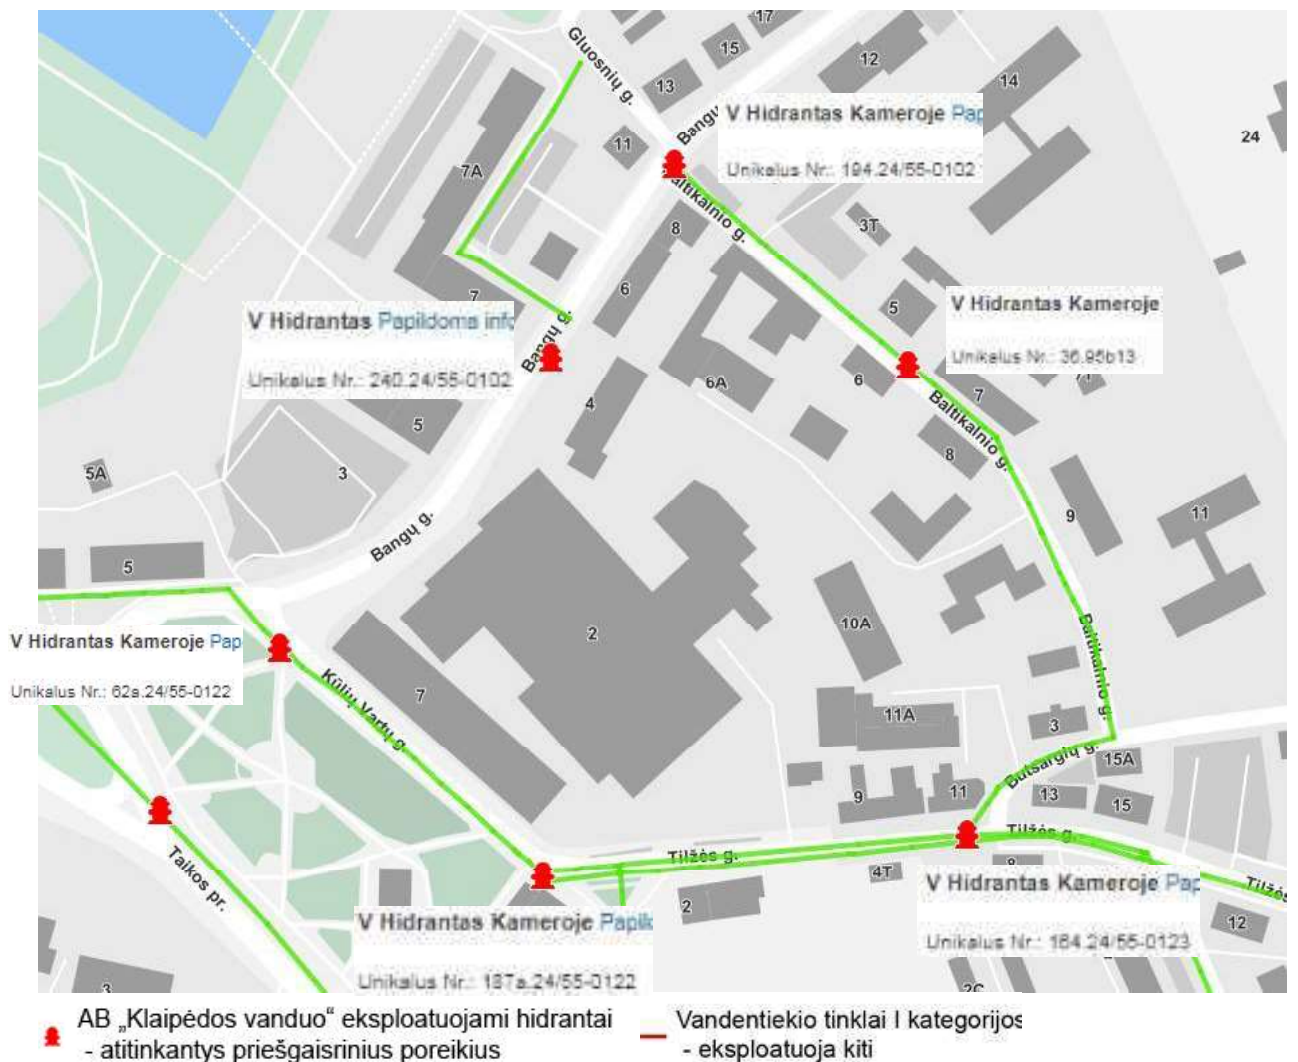 17
Gluosnių g.
15
12
13
14
Bangų
V Hidrantas Kameroje Pap
11
24
7A
Unikalus Nr.: 194.24/55-0102
Baltikalnio g.
3T
8
6
7
5
V Hidrantas Kameroje
V Hidrantas Papildoma info
Bangų g.
Unikalus Nr.: 36.95b13
Unikalus Nr.: 240.24/55-0102
6A
6
7
4
Baltikalnio g.
5
8
5A
3
9
11
Bangų g.
5
10A
V Hidrantas Kameroje Pap
2
Unikalus Nr.: 62a.24/55-0122
Kūlių Vartų g.
7
Baltikalnio g.
11A
3
Butsargių g.
15A
9
11
13
15
Tilžės g.
Tilžės g.
Taikos pr.
4T
8
Tilžės
V Hidrantas Kameroje Pap
2
V Hidrantas Kameroje Papild
12
Unikalus Nr.: 164.24/55-0123
Unikalus Nr.: 187a.24/55-0122
3
2C
AB „Klaipėdos vanduo“ eksploatuojami hidrantai
- atitinkantys priešgaisrinius poreikius
Vandentiekio tinklai I kategorijos
- eksploatuoja kiti